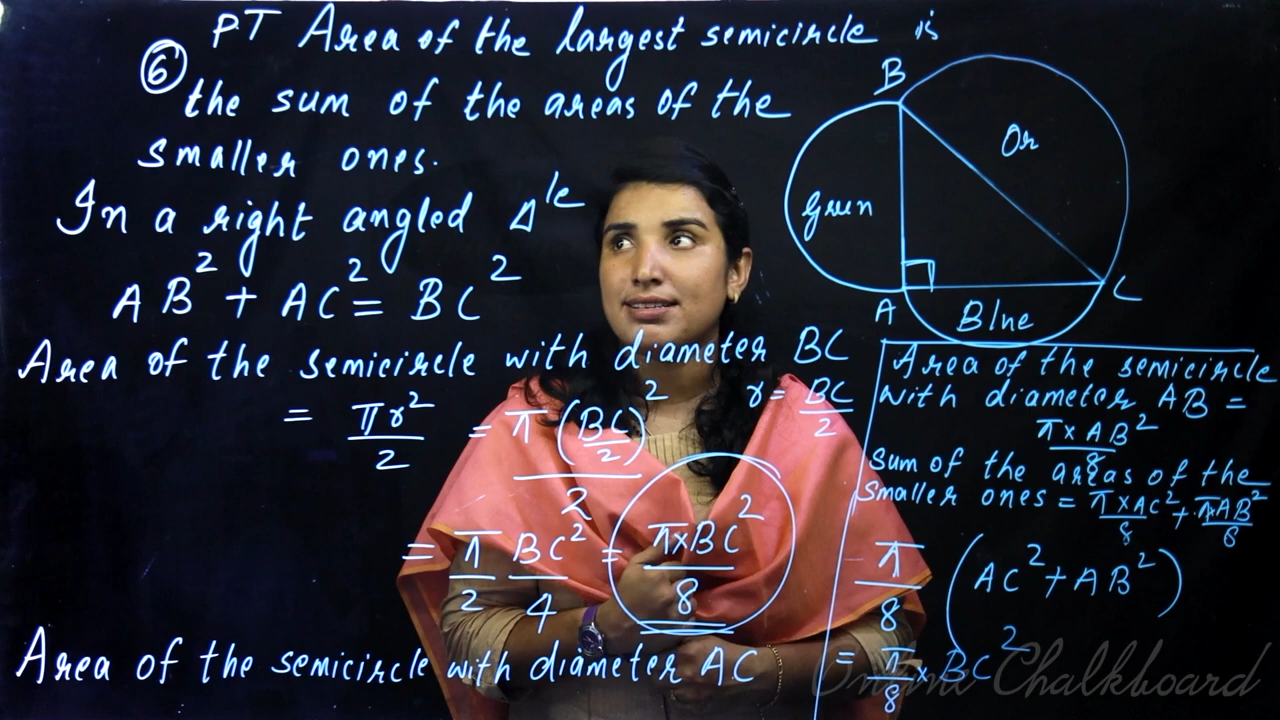 PT Area of the largest semicircle is
⑥ the sum of the areas of the
smaller ones.
In a right angled Δle
AB² + AC² = BC²
Area of the semicircle with diameter BC
= πr²/2 = π(BC/2)²/2 r = BC/2
= π/2 BC²/4 = π×BC²/8
Area of the semicircle with diameter AC
B
Or
Green
A
Blue
C
Area of the semicircle
with diameter AB =
π×AB²/8
Sum of the areas of the
smaller ones = π×AC²/8 + π×AB²/8
π/8 (AC² + AB²)
= π/8 × BC²
Online Chalkboard